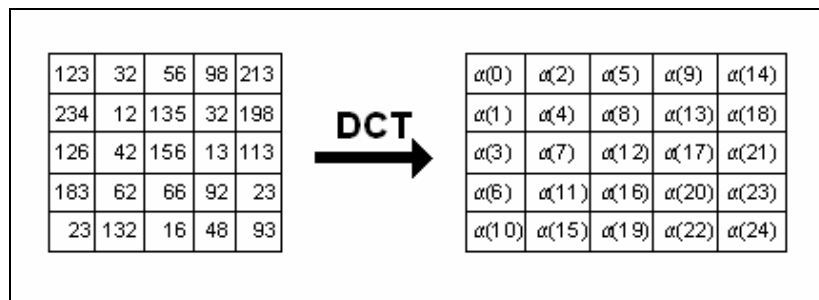 123 32 56 98 213 α(0) α(2) α(5) α(9) α(14)
234 12 135 32 198 α(1) α(4) α(8) α(13) α(18)
DCT
126 42 156 13 113 α(3) α(7) α(12) α(17) α(21)
183 62 66 92 23 α(6) α(11) α(16) α(20) α(23)
23 132 16 48 93 α(10) α(15) α(19) α(22) α(24)